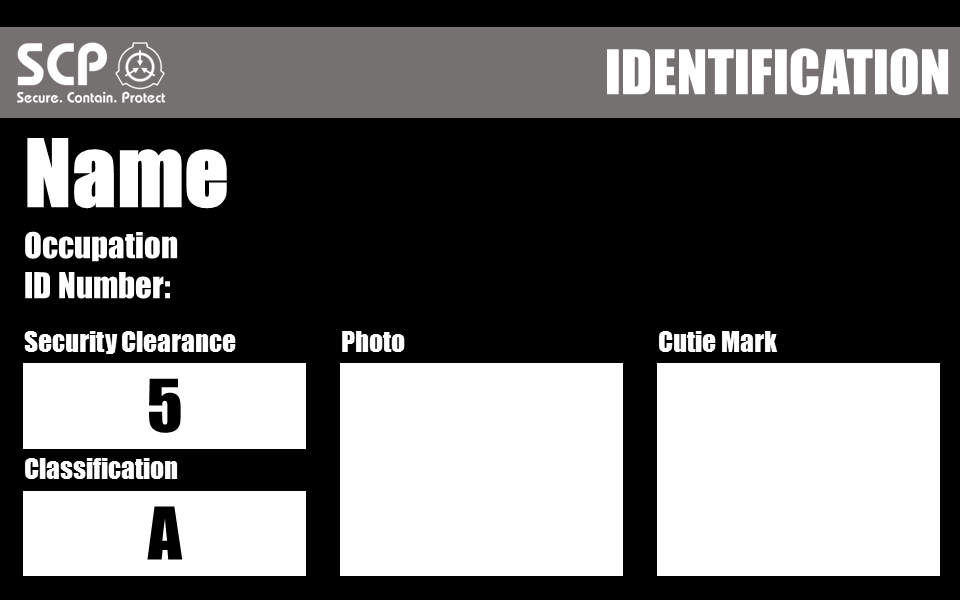 SCP
Secure. Contain. Protect
IDENTIFICATION
Name
Occupation
ID Number:
Security Clearance
5
Classification
A
Photo
Cutie Mark